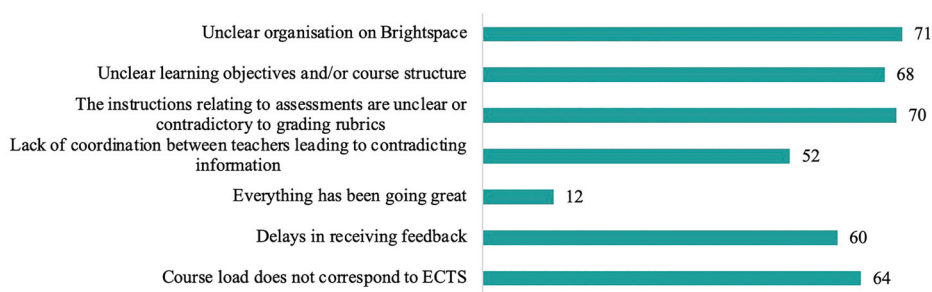 Unclear organisation on Brightspace 71
Unclear learning objectives and/or course structure 68
The instructions relating to assessments are unclear or
contradictory to grading rubrics 70
Lack of coordination between teachers leading to contradicting
information 52
Everything has been going great 12
Delays in receiving feedback 60
Course load does not correspond to ECTS 64